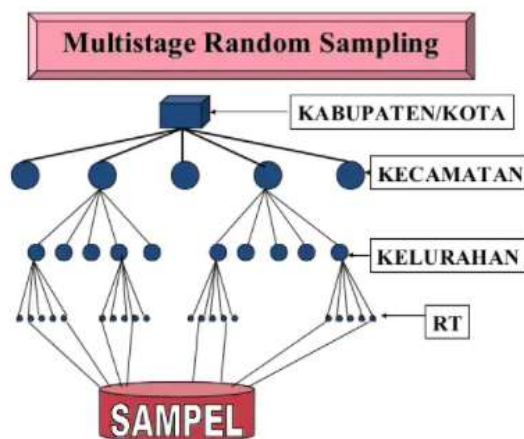 Multistage Random Sampling
KABUPATEN/KOTA
KECAMATAN
KELURAHAN
RT
SAMPEL